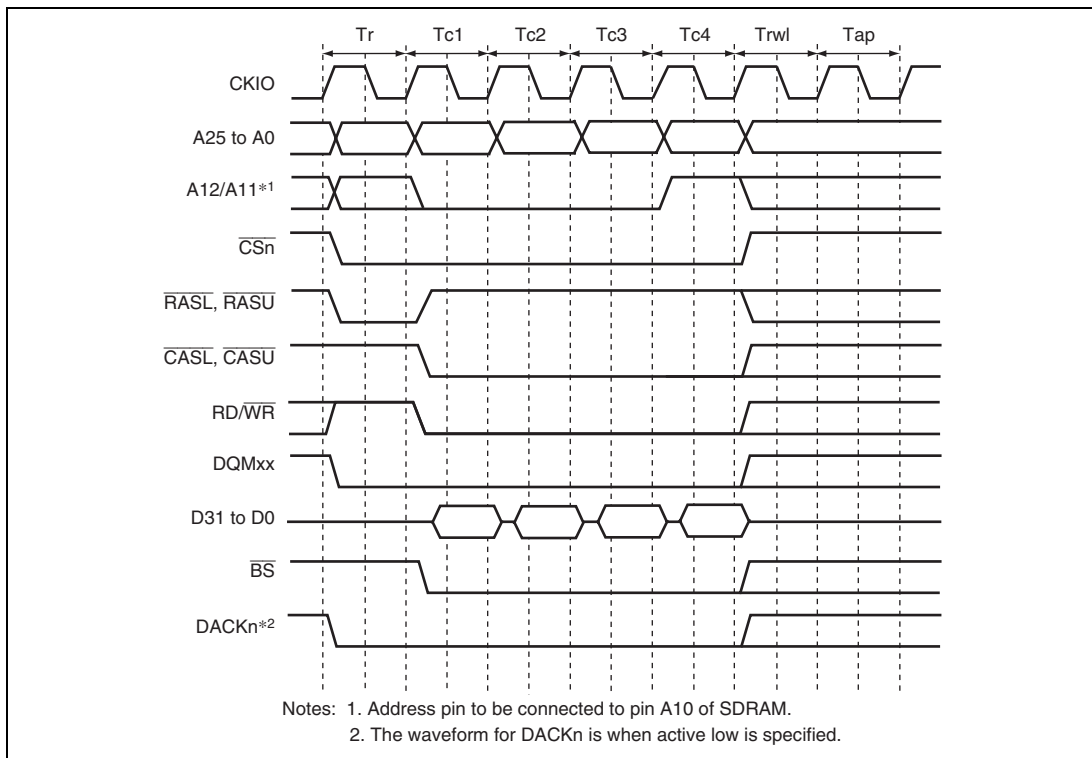 Tr Tc1 Tc2 Tc3 Tc4 Trwl Tap
CKIO
A25 to A0
A12/A11*1
CSn
RASL, RASU
CASL, CASU
RD/WR
DQMxx
D31 to D0
BS
DACKn*2
Notes: 1. Address pin to be connected to pin A10 of SDRAM.
2. The waveform for DACKn is when active low is specified.